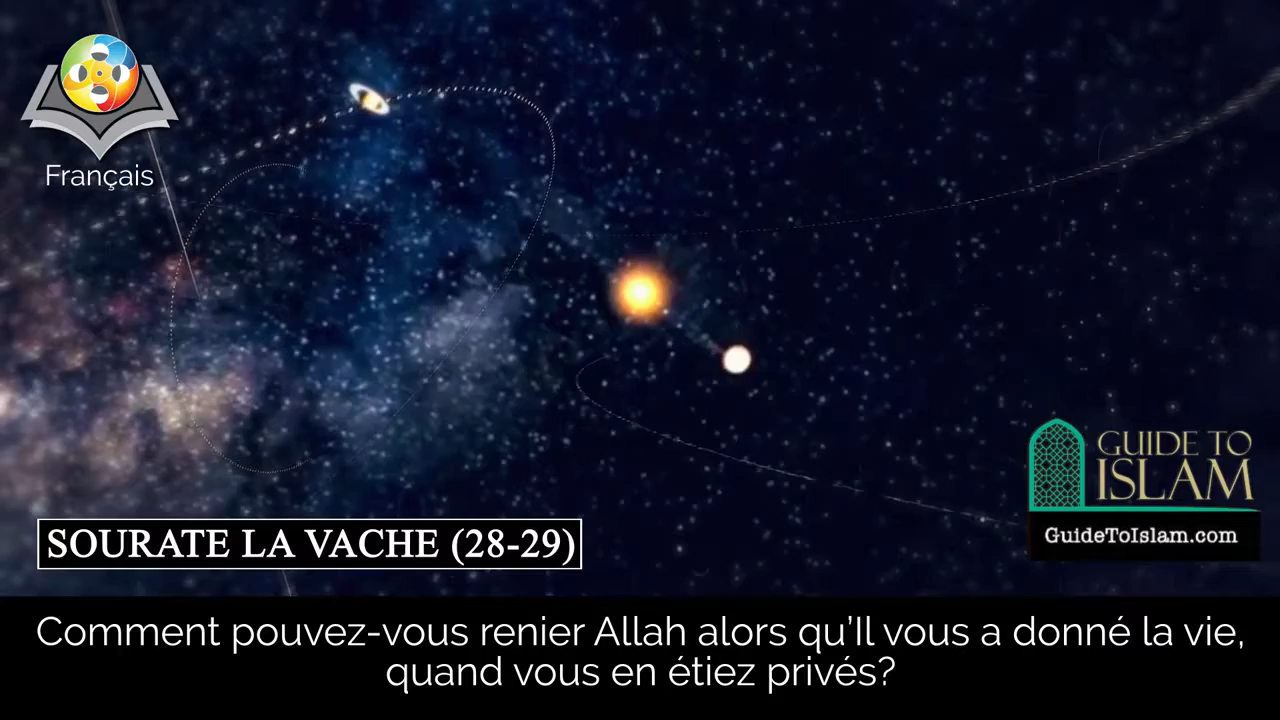 Français
GUIDE TO
ISLAM
GuideToIslam.com
SOURATE LA VACHE (28-29)
Comment pouvez-vous renier Allah alors qu’Il vous a donné la vie,
quand vous en étiez privés?